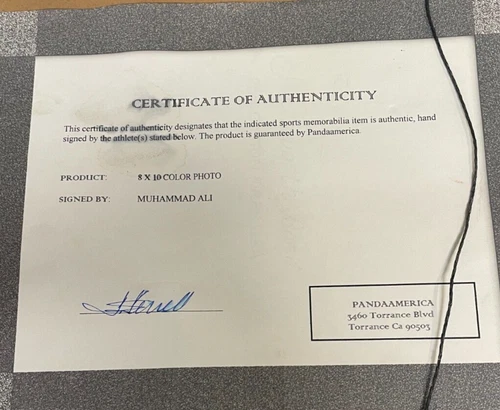 CERTIFICATE OF AUTHENTICITY
This certificate of authenticity designates that the indicated sports memorabilia item is authentic, hand
signed by the athlete(s) stated below. The product is guaranteed by Pandaamerica.
PRODUCT: 8 X 10 COLOR PHOTO
SIGNED BY: MUHAMMAD ALI
PANDAAMERICA
3460 Torrance Blvd
Torrance Ca 90503